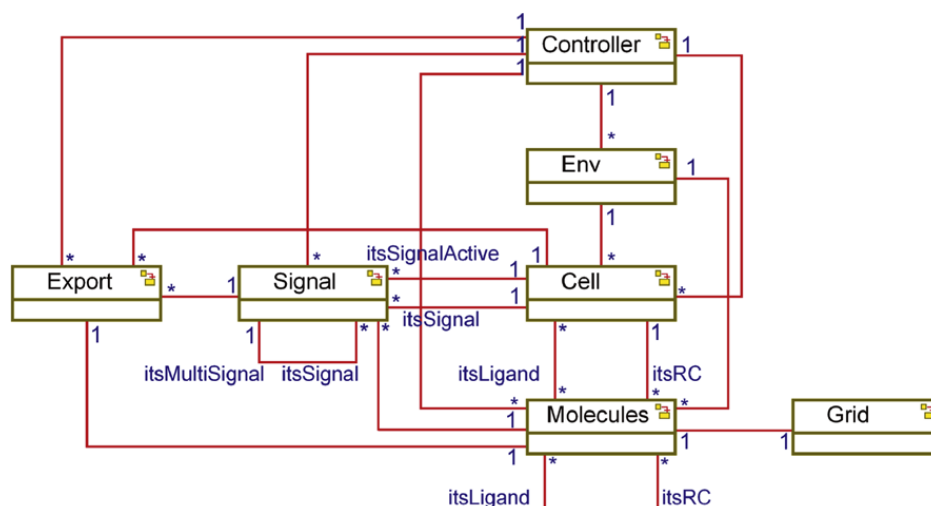 1
1
Controller
1
1
1
*
1
Env
1
1
*
*
*
*
itsSignalActive
*
1
1
*
Export
*
1
Signal
*
1
Cell
*
1
1
*
*
itsSignal
*
1
itsMultiSignal
itsSignal
itsLigand
itsRC
*
*
*
*
1
Molecules
1
1
Grid
1
*
*
itsLigand
itsRC